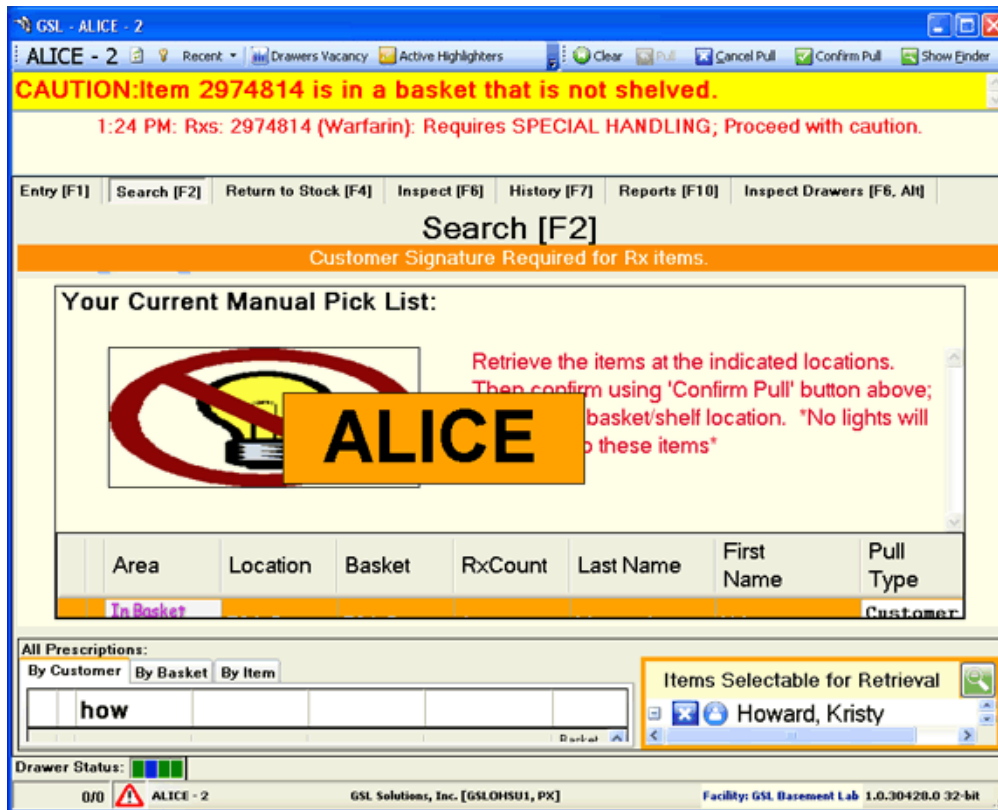 GSL - ALICE - 2
ALICE - 2 Recent Drawers Vacancy Active Highlighters Clear Pull Cancel Pull Confirm Pull Show Finder
CAUTION:Item 2974814 is in a basket that is not shelved.
1:24 PM: Rxs: 2974814 (Warfarin): Requires SPECIAL HANDLING; Proceed with caution.
Entry [F1] Search [F2] Return to Stock [F4] Inspect [F6] History [F7] Reports [F10] Inspect Drawers [F6, Alt]
Search [F2]
Customer Signature Required for Rx items.
Your Current Manual Pick List:
Retrieve the items at the indicated locations.
Then confirm using 'Confirm Pull' button above;
basket/shelf location. *No lights will
these items*
ALICE
Area Location Basket RxCount Last Name First Name Pull Type
In Basket Customer
All Prescriptions:
By Customer By Basket By Item
how
Basket
Items Selectable for Retrieval
Howard, Kristy
Drawer Status:
0/0 ALICE - 2 GSL Solutions, Inc. [GSLOHSU1, PX] Facility: GSL Basement Lab 1.0.30428.0 32-bit